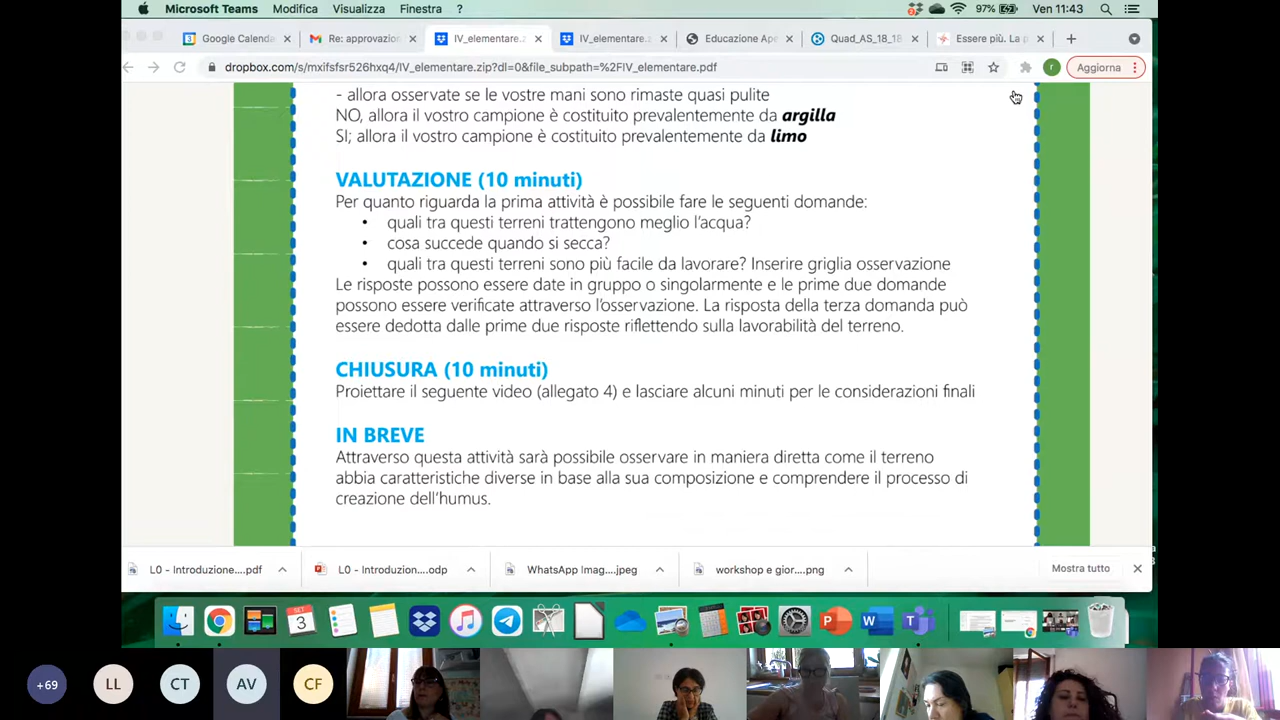 Microsoft Teams Modifica Visualizza Finestra ? 97% Ven 11:43
Google Calenda
Re: approvazion
IV_elementare.z
IV_elementare.z
Educazione Ape
Quad_AS_18_18
Essere più. La p
dropbox.com/s/mxifsfsr526hxq4/IV_elementare.zip?dl=0&file_subpath=%2FIV_elementare.pdf
r
Aggiorna
- allora osservate se le vostre mani sono rimaste quasi pulite
NO, allora il vostro campione è costituito prevalentemente da argilla
SI; allora il vostro campione è costituito prevalentemente da limo
VALUTAZIONE (10 minuti)
Per quanto riguarda la prima attività è possibile fare le seguenti domande:
• quali tra questi terreni trattengono meglio l'acqua?
• cosa succede quando si secca?
• quali tra questi terreni sono più facile da lavorare? Inserire griglia osservazione
Le risposte possono essere date in gruppo o singolarmente e le prime due domande
possono essere verificate attraverso l'osservazione. La risposta della terza domanda può
essere dedotta dalle prime due risposte riflettendo sulla lavorabilità del terreno.
CHIUSURA (10 minuti)
Proiettare il seguente video (allegato 4) e lasciare alcuni minuti per le considerazioni finali
IN BREVE
Attraverso questa attività sarà possibile osservare in maniera diretta come il terreno
abbia caratteristiche diverse in base alla sua composizione e comprendere il processo di
creazione dell'humus.
L0 - Introduzione....pdf
L0 - Introduzion....odp
WhatsApp Imag....jpeg
workshop e gior....png
Mostra tutto
SET
3
+69
LL
CT
AV
CF